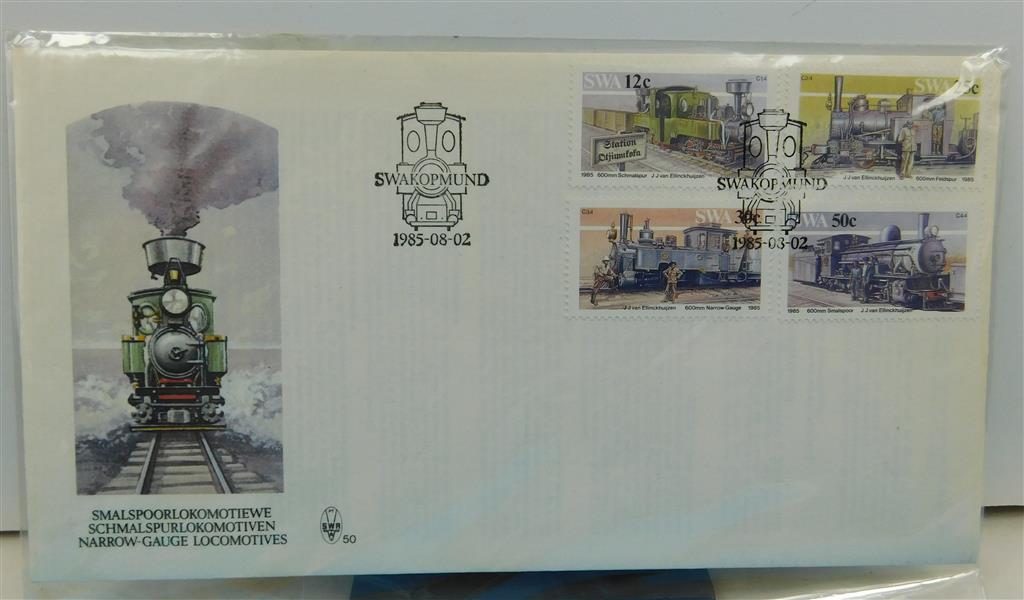 SWAKOPMUND
1985-08-02
SWA 12c
C14
Station
Otjiwakoka
1985 600mm Schmalspur J J van Ellinckhuijzen
C24
SWA 25c
J J van Ellinckhuijzen 600mm Feldspur 1985
SWAKOPMUND
1985-08-02
C34
SWA 30c
J J van Ellinckhuijzen 600mm Narrow-Gauge 1985
SWA 50c
C44
1985 600mm Smalspoor J J van Ellinckhuijzen
SMALSPOORLOKOMOTIEWE
SCHMALSPURLOKOMOTIVEN
NARROW-GAUGE LOCOMOTIVES
SWA
50